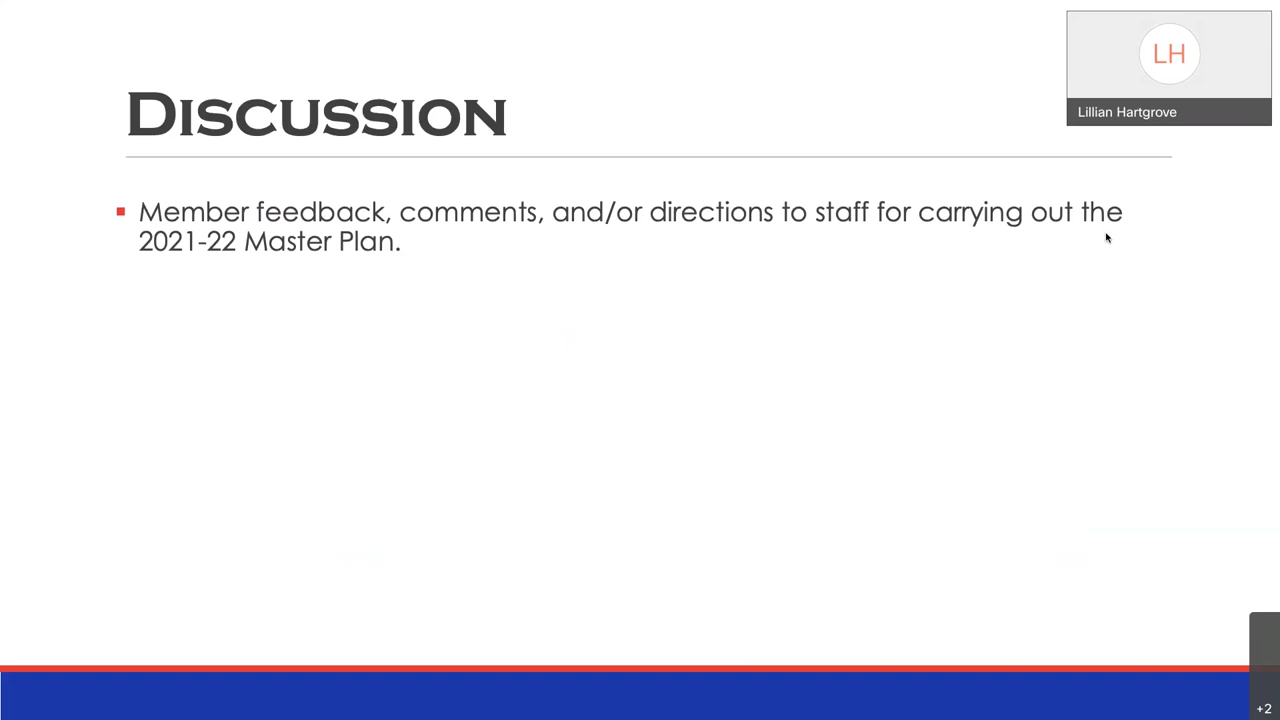 LH
Lillian Hartgrove
Discussion
Member feedback, comments, and/or directions to staff for carrying out the
2021-22 Master Plan.
+2